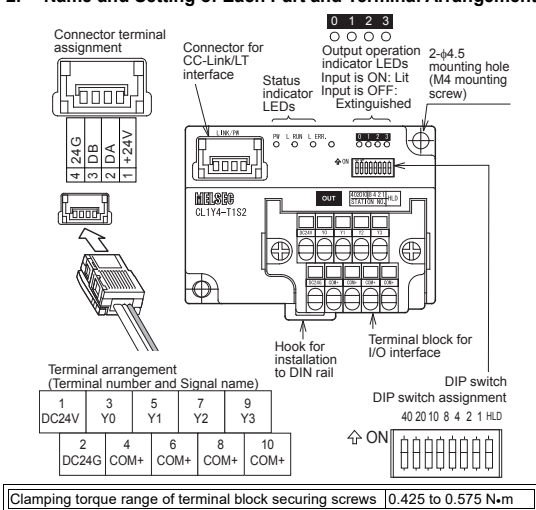 2. Name and Setting of Each Part and Terminal Arrangement
Connector terminal
assignment
4 24G
3 DB
2 DA
1 +24V
Connector for
CC-Link/LT
interface
Status
indicator
LEDs
0 1 2 3
Output operation
indicator LEDs
Input is ON: Lit
Input is OFF:
Extinguished
2-φ4.5
mounting hole
(M4 mounting
screw)
LINK/PW
PW L RUN L ERR.
0 1 2 3
ON
MELSEC
CL1Y4-T1S2
OUT
402010 8 4 2 1 HLD
STATION NO.
DC24V Y0 Y1 Y2 Y3
DC24G COM+ COM+ COM+ COM+
Hook for
installation
to DIN rail
Terminal block for
I/O interface
DIP switch
DIP switch assignment
40 20 10 8 4 2 1 HLD
ON
Terminal arrangement
(Terminal number and Signal name)
1 3 5 7 9
DC24V Y0 Y1 Y2 Y3
2 4 6 8 10
DC24G COM+ COM+ COM+ COM+
Clamping torque range of terminal block securing screws 0.425 to 0.575 N•m